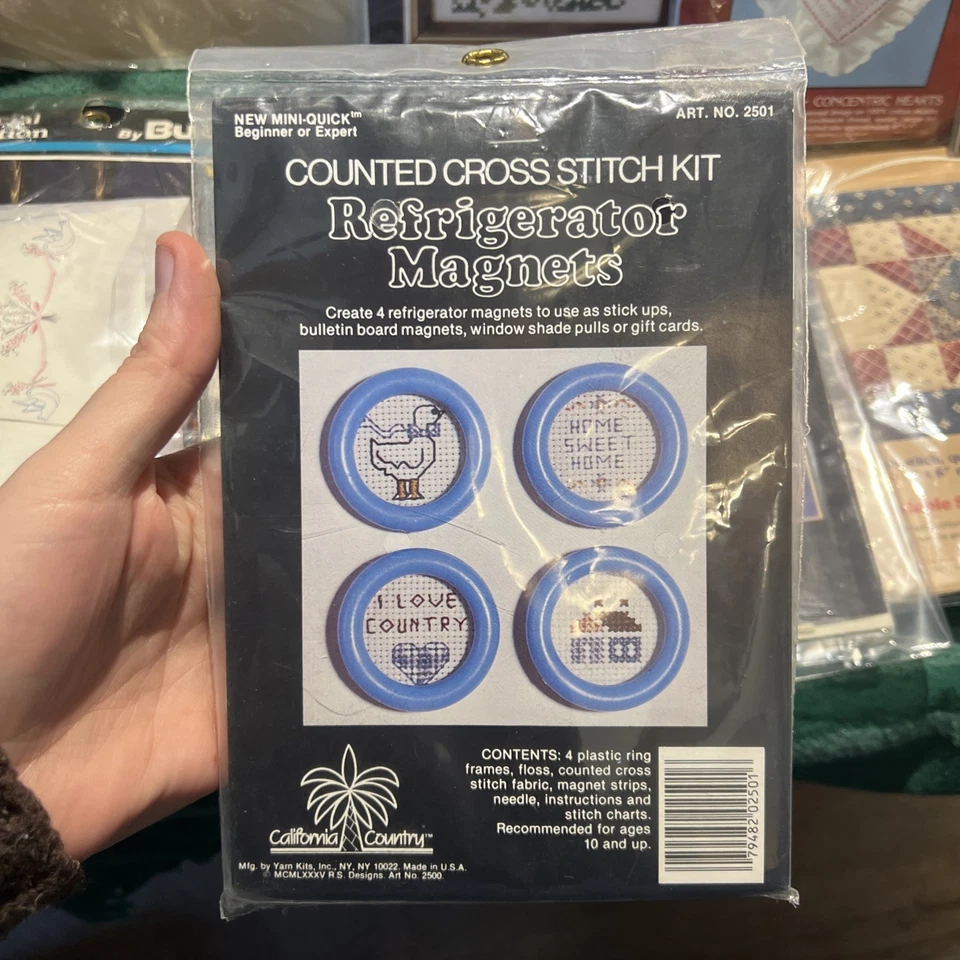 NEW MINI-QUICK™
Beginner or Expert
ART. NO. 2501
COUNTED CROSS STITCH KIT
Refrigerator
Magnets
Create 4 refrigerator magnets to use as stick ups,
bulletin board magnets, window shade pulls or gift cards.
HOME
SWEET
HOME
I LOVE
COUNTRY
CONTENTS: 4 plastic ring
frames, floss, counted cross
stitch fabric, magnet strips,
needle, instructions and
stitch charts.
Recommended for ages
10 and up.
California Country™
Mfg. by Yarn Kits, Inc., NY, NY 10022. Made in U.S.A.
© MCMLXXXV R.S. Designs. Art No. 2500.
79482 02501
CONCENTRIC HEARTS
BY